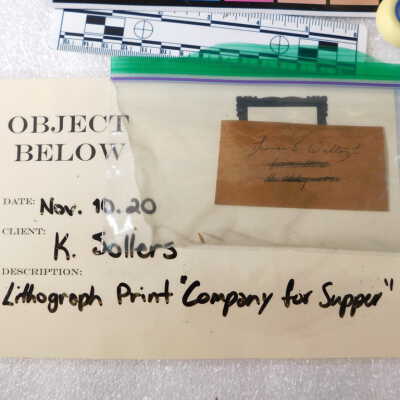 OBJECT
BELOW
DATE: Nov. 10.20
CLIENT: K. Sollers
DESCRIPTION:
Lithograph Print "Company for Supper"